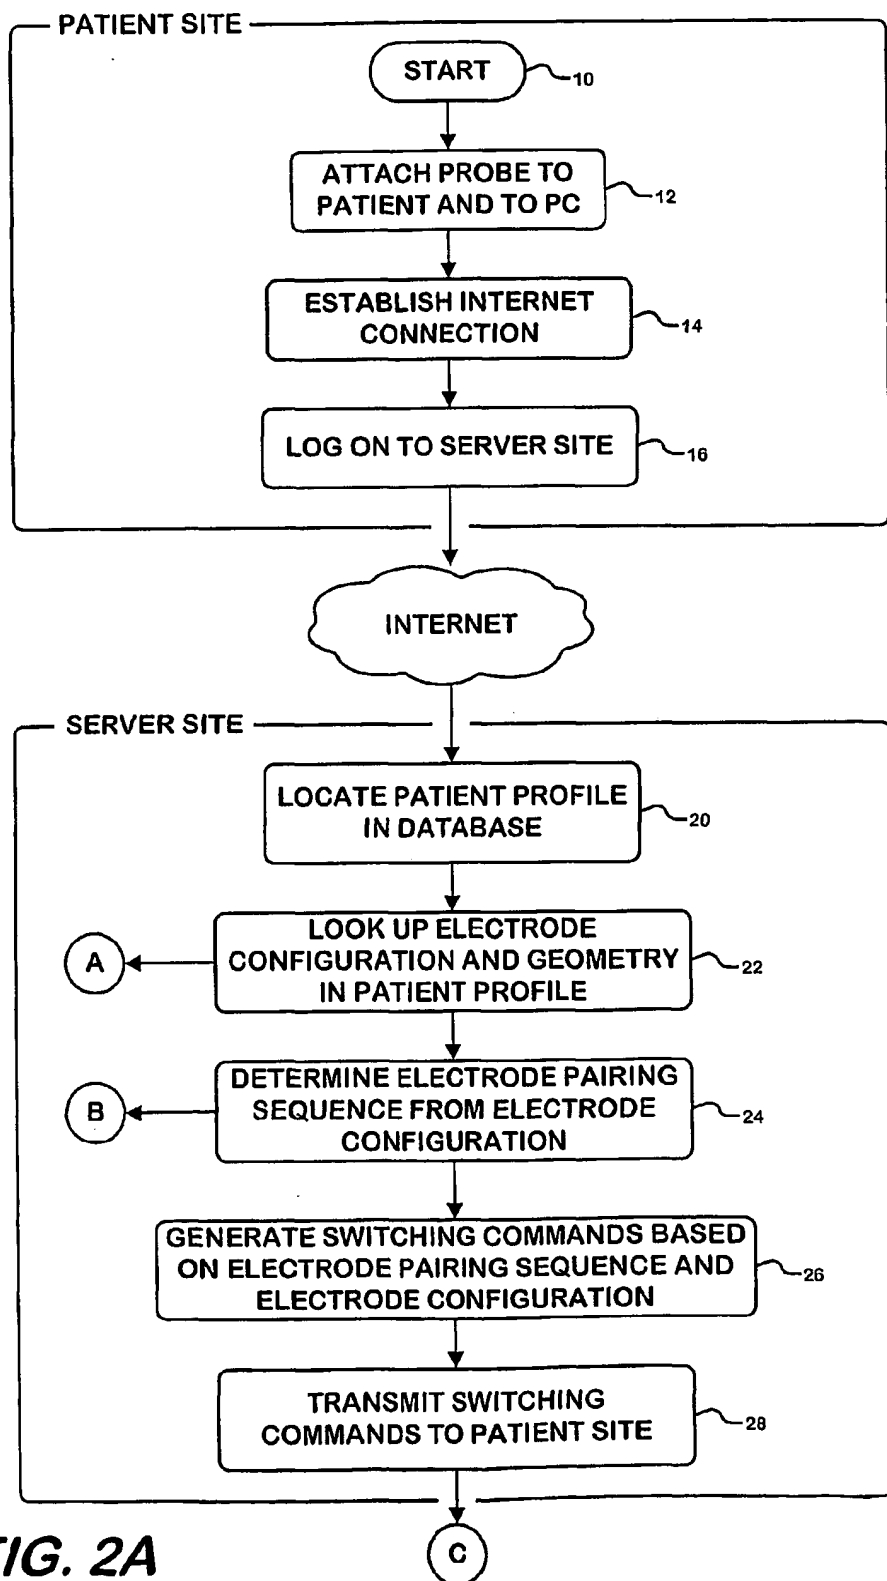 PATIENT SITE
START
10
ATTACH PROBE TO
PATIENT AND TO PC
12
ESTABLISH INTERNET
CONNECTION
14
LOG ON TO SERVER SITE
16
INTERNET
SERVER SITE
LOCATE PATIENT PROFILE
IN DATABASE
20
LOOK UP ELECTRODE
CONFIGURATION AND GEOMETRY
IN PATIENT PROFILE
22
A
DETERMINE ELECTRODE PAIRING
SEQUENCE FROM ELECTRODE
CONFIGURATION
24
B
GENERATE SWITCHING COMMANDS BASED
ON ELECTRODE PAIRING SEQUENCE AND
ELECTRODE CONFIGURATION
26
TRANSMIT SWITCHING
COMMANDS TO PATIENT SITE
28
C
FIG. 2A